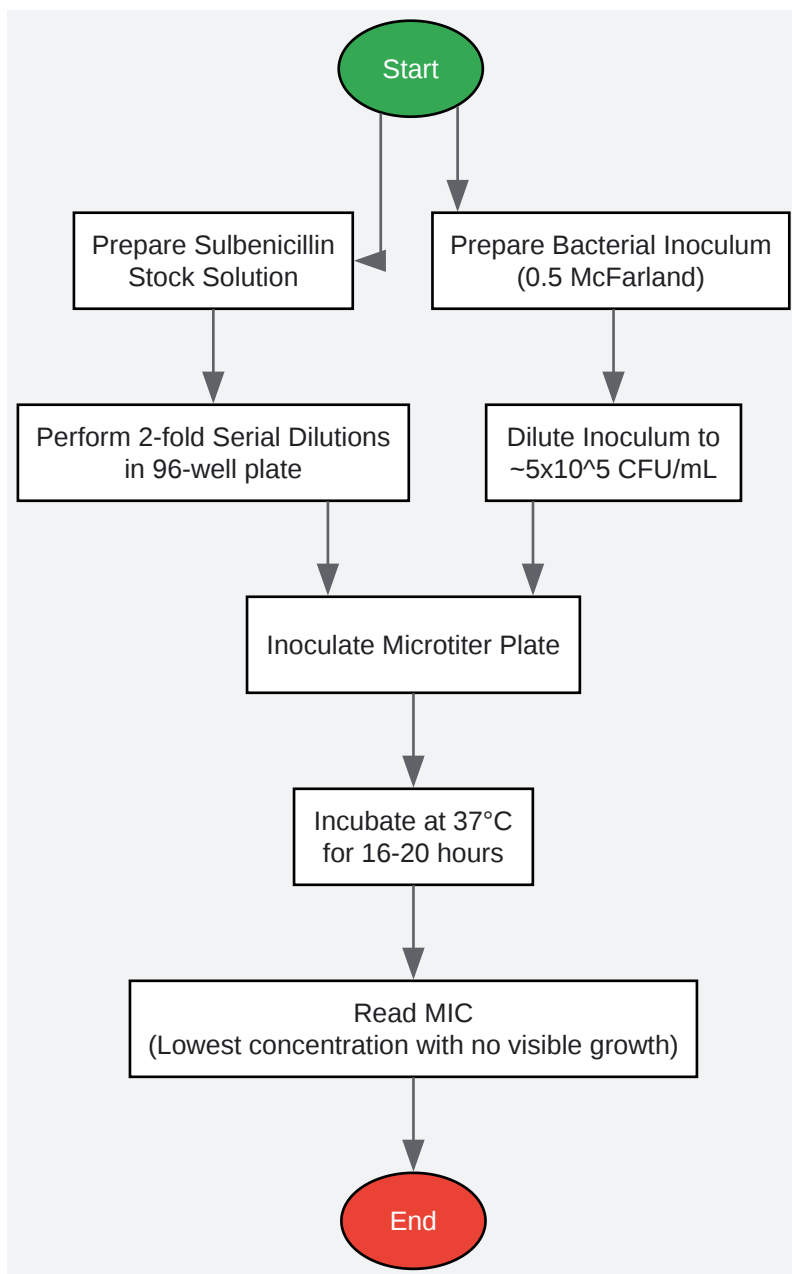 Start
Prepare Sulbenicillin
Stock Solution
Prepare Bacterial Inoculum
(0.5 McFarland)
Perform 2-fold Serial Dilutions
in 96-well plate
Dilute Inoculum to
~5x10^5 CFU/mL
Inoculate Microtiter Plate
Incubate at 37°C
for 16-20 hours
Read MIC
(Lowest concentration with no visible growth)
End